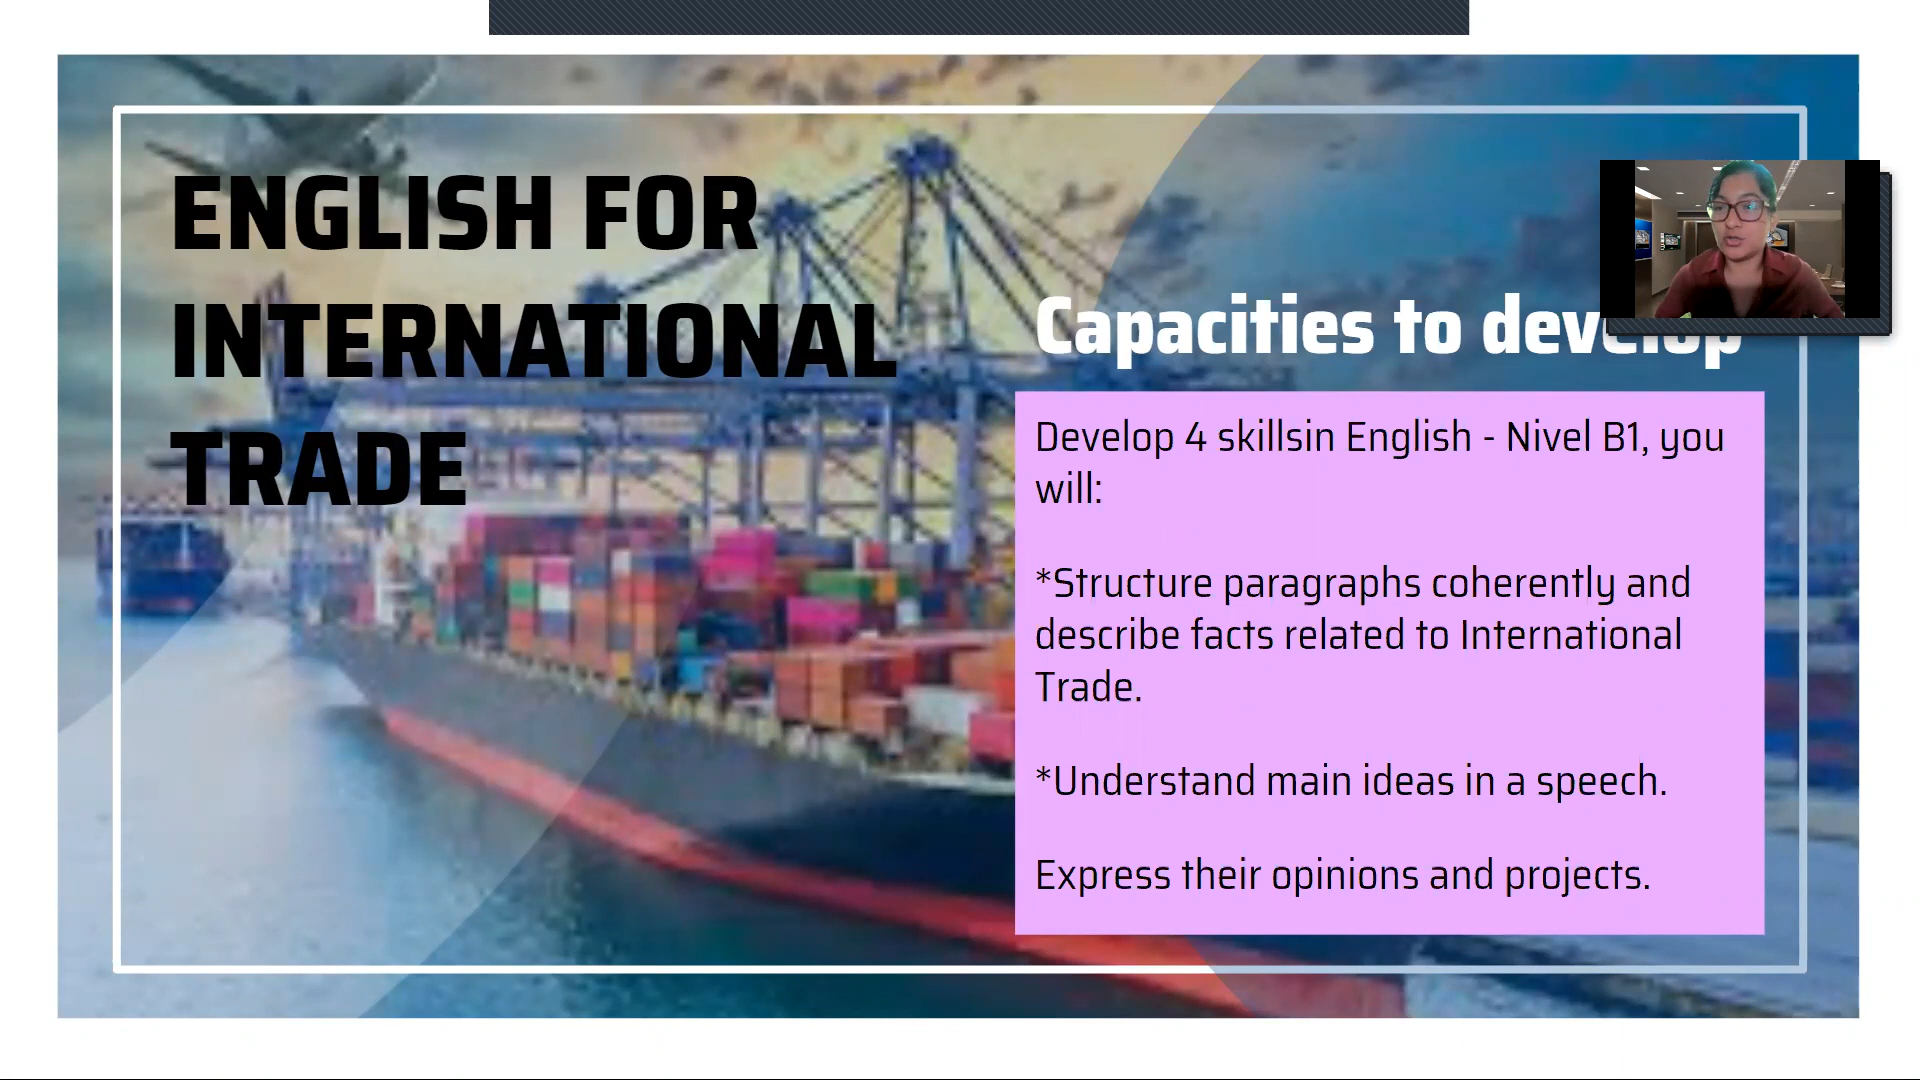 ENGLISH FOR
INTERNATIONAL
TRADE
Capacities to develop
Develop 4 skillsin English - Nivel B1, you
will:
*Structure paragraphs coherently and
describe facts related to International
Trade.
*Understand main ideas in a speech.
Express their opinions and projects.